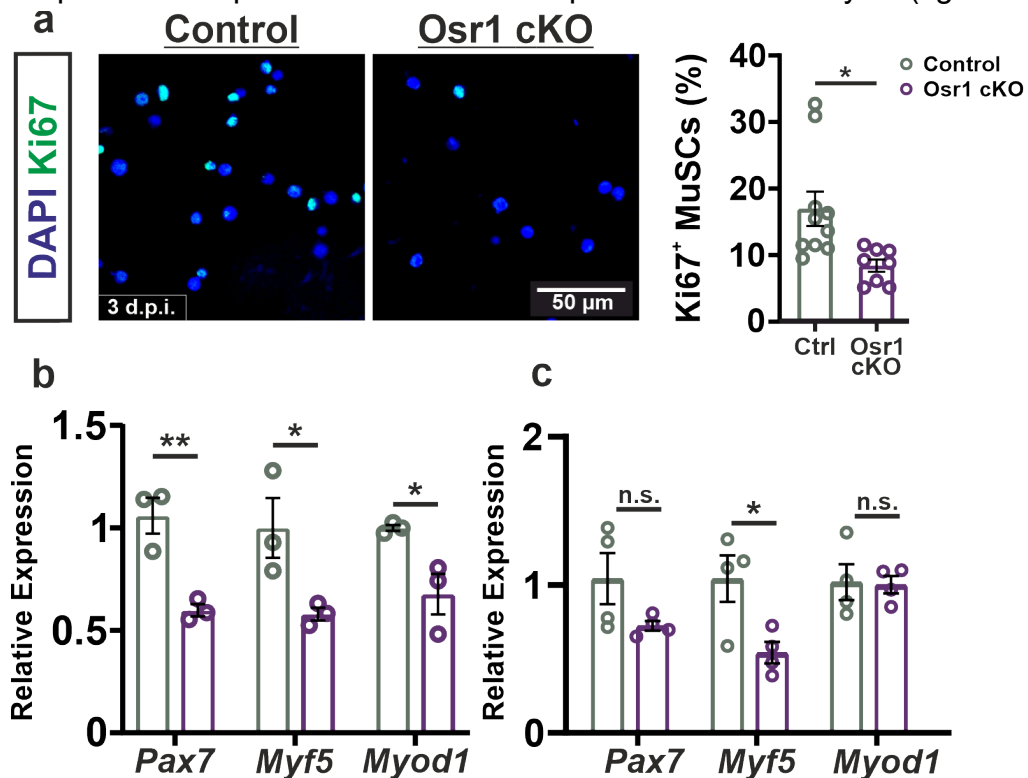 a
Control
Osr1 cKO
DAPI Ki67
3 d.p.i.
50 µm
Ki67+ MuSCs (%)
40
30
20
10
0
*
Ctrl
Osr1
cKO
Control
Osr1 cKO
b
Relative Expression
1.5
1
0.5
0
**
*
*
Pax7
Myf5
Myod1
c
Relative Expression
2
1
0
n.s.
*
n.s.
Pax7
Myf5
Myod1